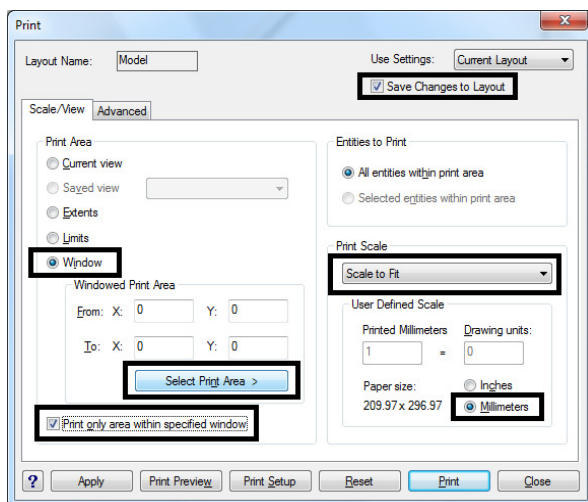 Print
Layout Name: Model
Use Settings: Current Layout
Save Changes to Layout
Scale/View Advanced
Print Area
Current view
Saved view
Extents
Limits
Window
Windowed Print Area
From: X: 0 Y: 0
To: X: 0 Y: 0
Select Print Area >
Print only area within specified window
Entities to Print
All entities within print area
Selected entities within print area
Print Scale
Scale to Fit
User Defined Scale
Printed Millimeters Drawing units:
1 = 0
Paper size: Inches
209.97 x 296.97 Millimeters
? Apply Print Preview Print Setup Reset Print Close